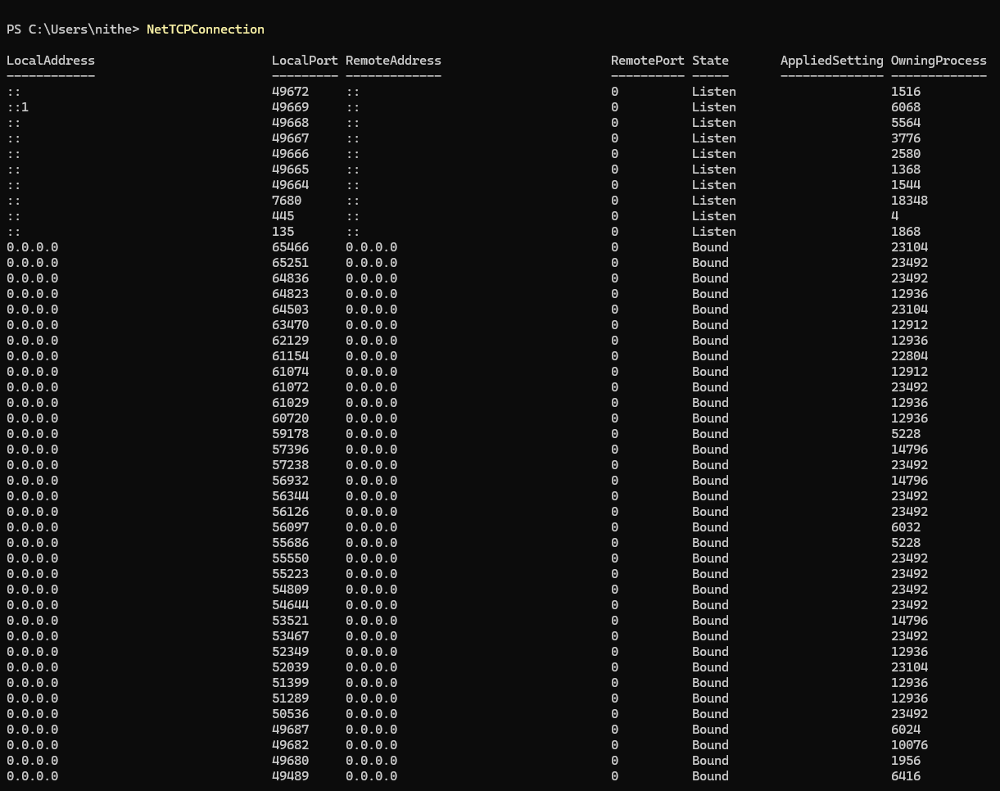 PS C:\Users\nithe> NetTCPConnection
LocalAddress LocalPort RemoteAddress RemotePort State AppliedSetting OwningProcess
------------ --------- ------------- ---------- ----- -------------- -------------
:: 49672 :: 0 Listen 1516
::1 49669 :: 0 Listen 6068
:: 49668 :: 0 Listen 5564
:: 49667 :: 0 Listen 3776
:: 49666 :: 0 Listen 2580
:: 49665 :: 0 Listen 1368
:: 49664 :: 0 Listen 1544
:: 7680 :: 0 Listen 18348
:: 445 :: 0 Listen 4
:: 135 :: 0 Listen 1868
0.0.0.0 65466 0.0.0.0 0 Bound 23104
0.0.0.0 65251 0.0.0.0 0 Bound 23492
0.0.0.0 64836 0.0.0.0 0 Bound 23492
0.0.0.0 64823 0.0.0.0 0 Bound 12936
0.0.0.0 64503 0.0.0.0 0 Bound 23104
0.0.0.0 63470 0.0.0.0 0 Bound 12912
0.0.0.0 62129 0.0.0.0 0 Bound 12936
0.0.0.0 61154 0.0.0.0 0 Bound 22804
0.0.0.0 61074 0.0.0.0 0 Bound 12912
0.0.0.0 61072 0.0.0.0 0 Bound 23492
0.0.0.0 61029 0.0.0.0 0 Bound 12936
0.0.0.0 60720 0.0.0.0 0 Bound 12936
0.0.0.0 59178 0.0.0.0 0 Bound 5228
0.0.0.0 57396 0.0.0.0 0 Bound 14796
0.0.0.0 57238 0.0.0.0 0 Bound 23492
0.0.0.0 56932 0.0.0.0 0 Bound 14796
0.0.0.0 56344 0.0.0.0 0 Bound 23492
0.0.0.0 56126 0.0.0.0 0 Bound 23492
0.0.0.0 56097 0.0.0.0 0 Bound 6032
0.0.0.0 55686 0.0.0.0 0 Bound 5228
0.0.0.0 55550 0.0.0.0 0 Bound 23492
0.0.0.0 55223 0.0.0.0 0 Bound 23492
0.0.0.0 54809 0.0.0.0 0 Bound 23492
0.0.0.0 54644 0.0.0.0 0 Bound 23492
0.0.0.0 53521 0.0.0.0 0 Bound 14796
0.0.0.0 53467 0.0.0.0 0 Bound 23492
0.0.0.0 52349 0.0.0.0 0 Bound 12936
0.0.0.0 52039 0.0.0.0 0 Bound 23104
0.0.0.0 51399 0.0.0.0 0 Bound 12936
0.0.0.0 51289 0.0.0.0 0 Bound 12936
0.0.0.0 50536 0.0.0.0 0 Bound 23492
0.0.0.0 49687 0.0.0.0 0 Bound 6024
0.0.0.0 49682 0.0.0.0 0 Bound 10076
0.0.0.0 49680 0.0.0.0 0 Bound 1956
0.0.0.0 49489 0.0.0.0 0 Bound 6416